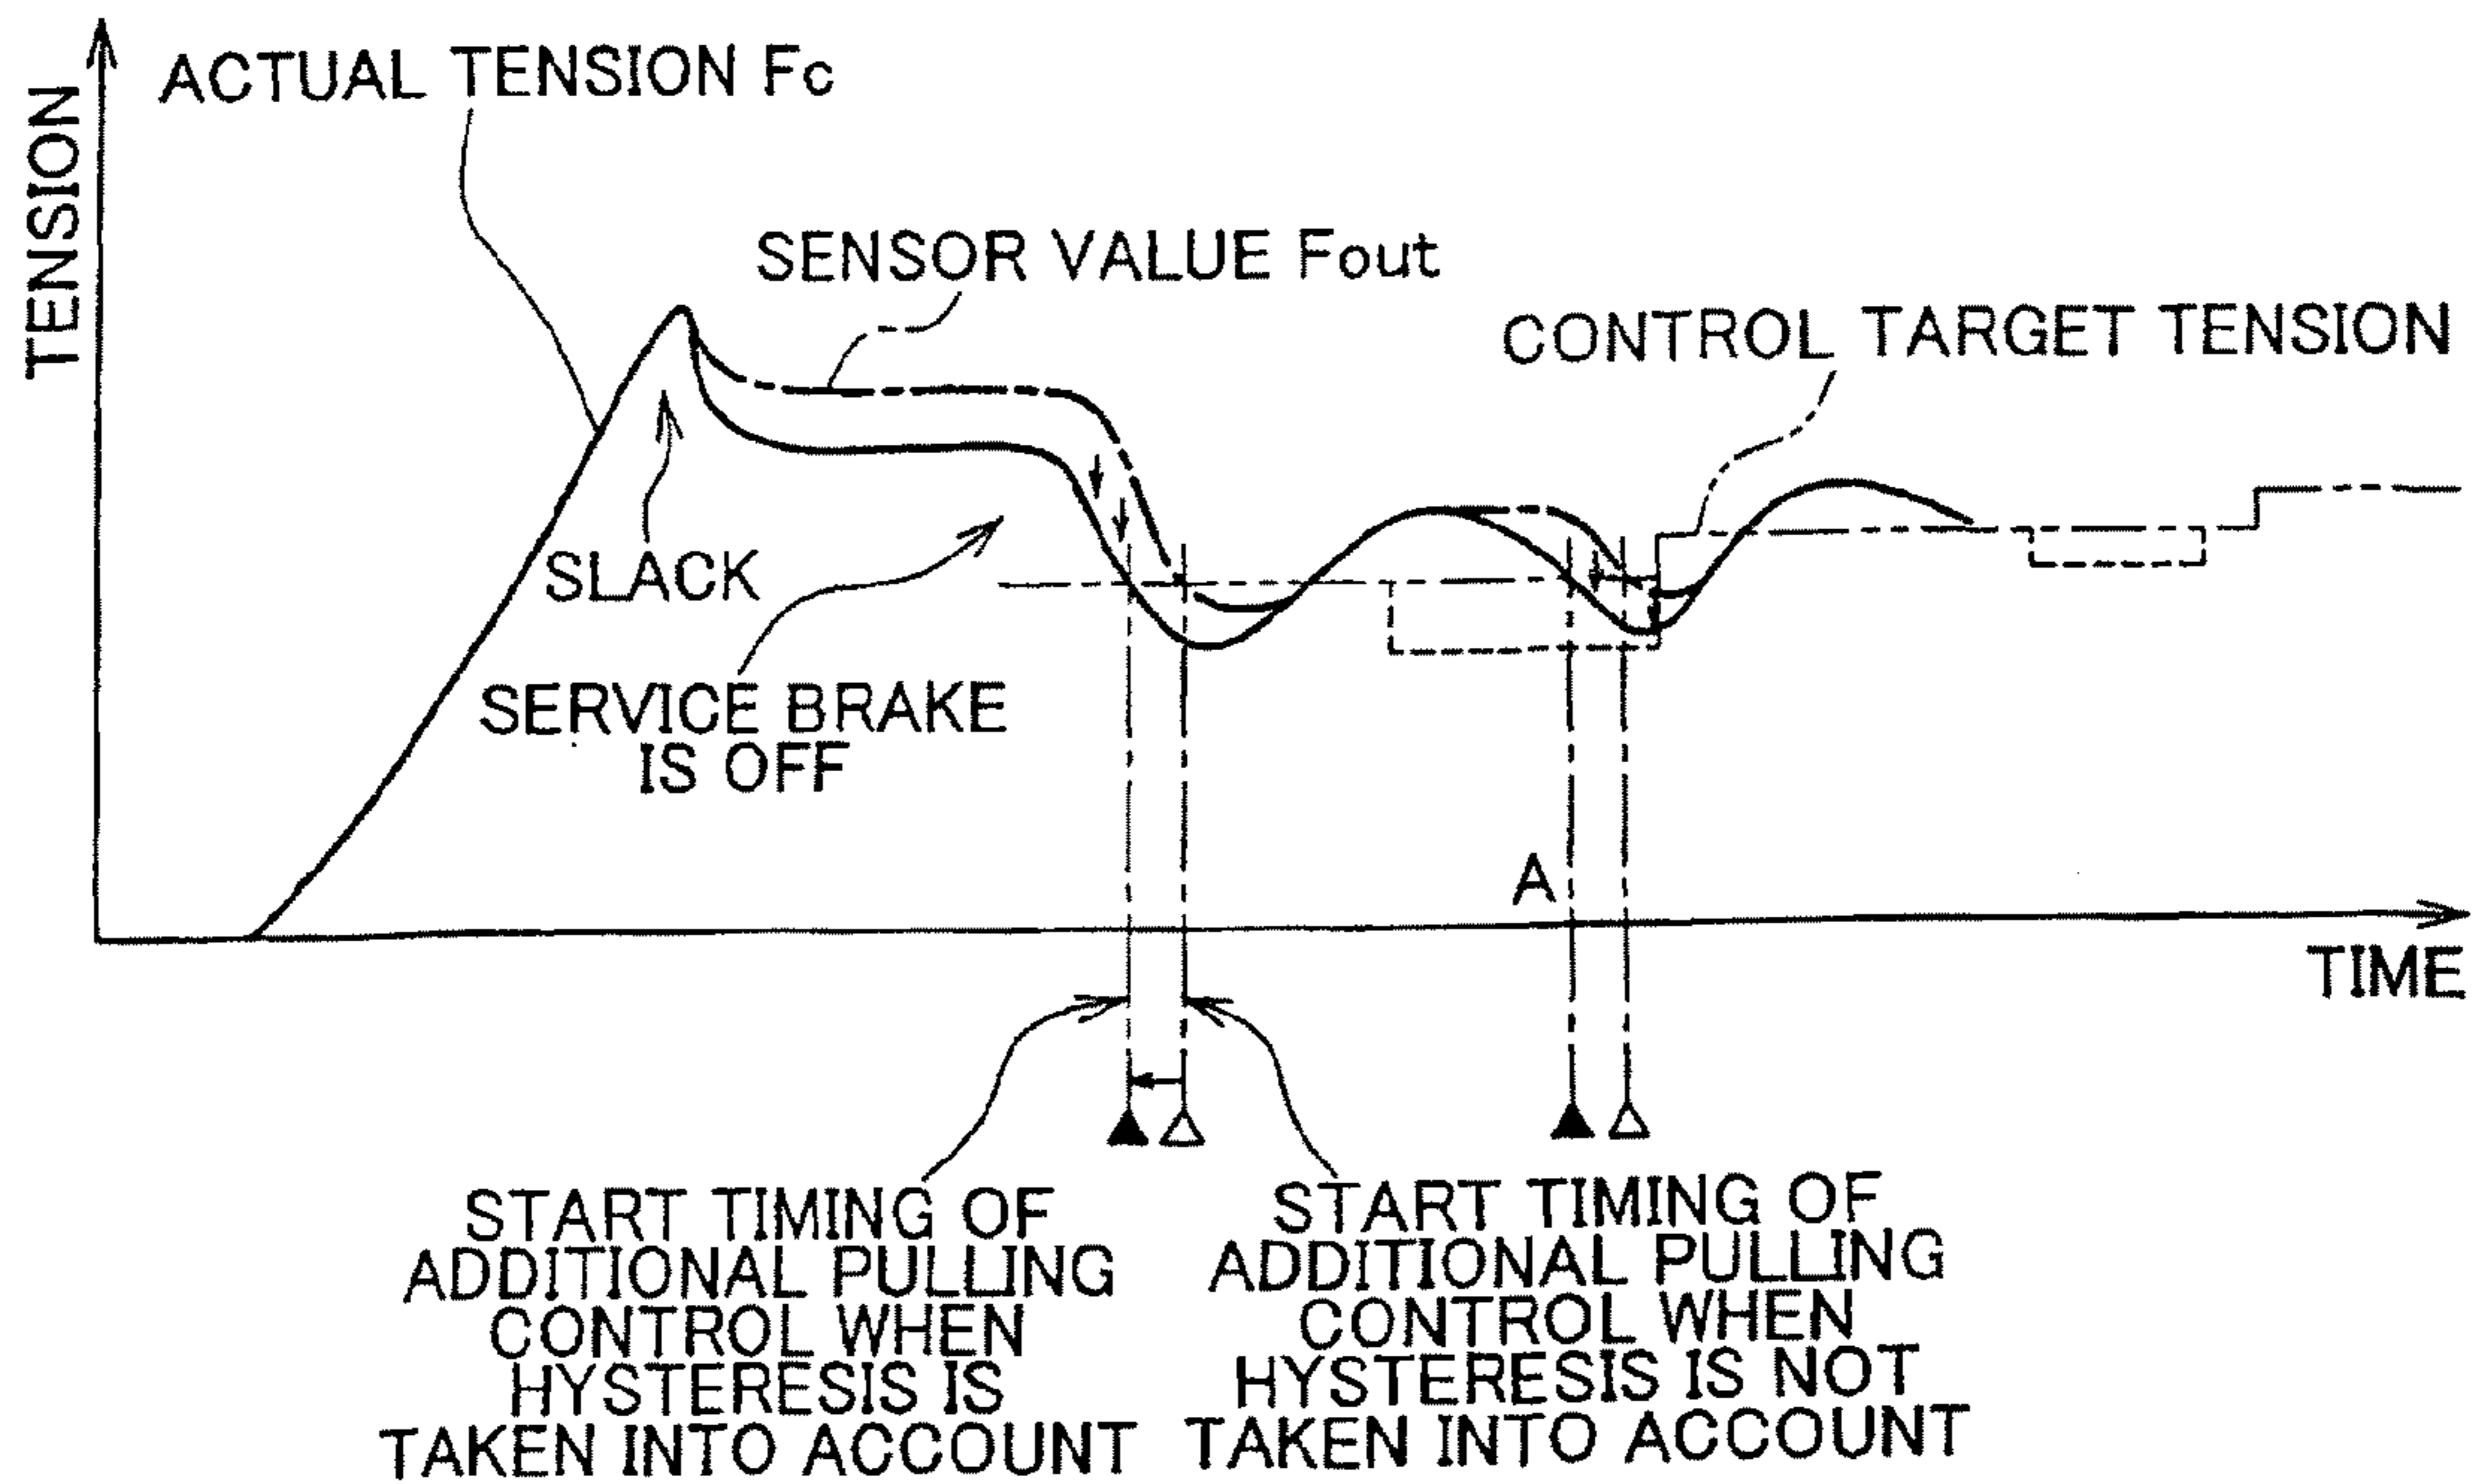 ACTUAL TENSION Fc
TENSION
SENSOR VALUE Fout
CONTROL TARGET TENSION
SLACK
SERVICE BRAKE
IS OFF
A
TIME
START TIMING OF
ADDITIONAL PULLING
CONTROL WHEN
HYSTERESIS IS
TAKEN INTO ACCOUNT
START TIMING OF
ADDITIONAL PULLING
CONTROL WHEN
HYSTERESIS IS NOT
TAKEN INTO ACCOUNT